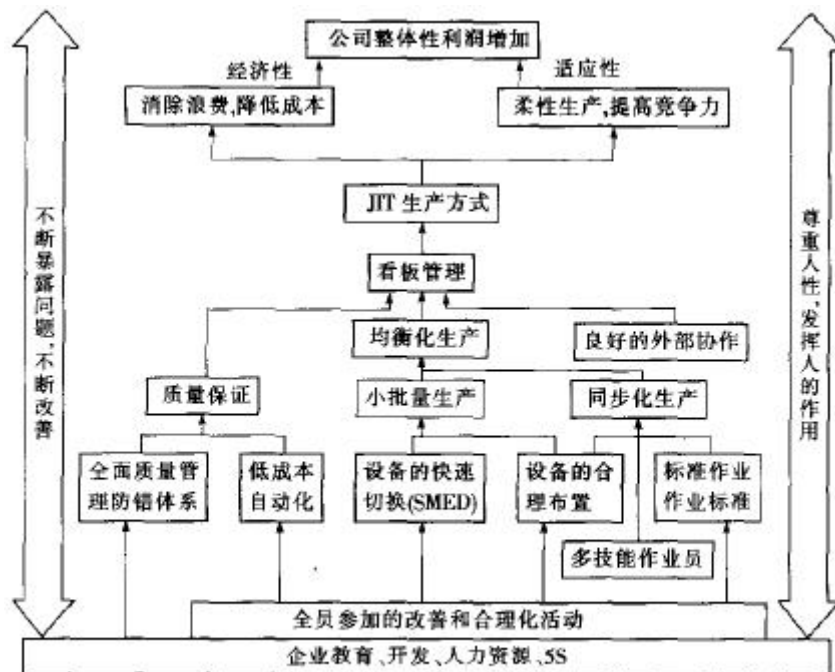 公司整体性利润增加
经济性
适应性
消除浪费,降低成本
柔性生产,提高竞争力
JIT 生产方式
看板管理
均衡化生产
良好的外部协作
质量保证
小批量生产
同步化生产
全面质量管
理防错体系
低成本
自动化
设备的快速
切换(SMED)
设备的合
理布置
标准作业
作业标准
多技能作业员
全员参加的改善和合理化活动
企业教育、开发、人力资源、5S
不断暴露问题,不断改善
尊重人性,发挥人的作用